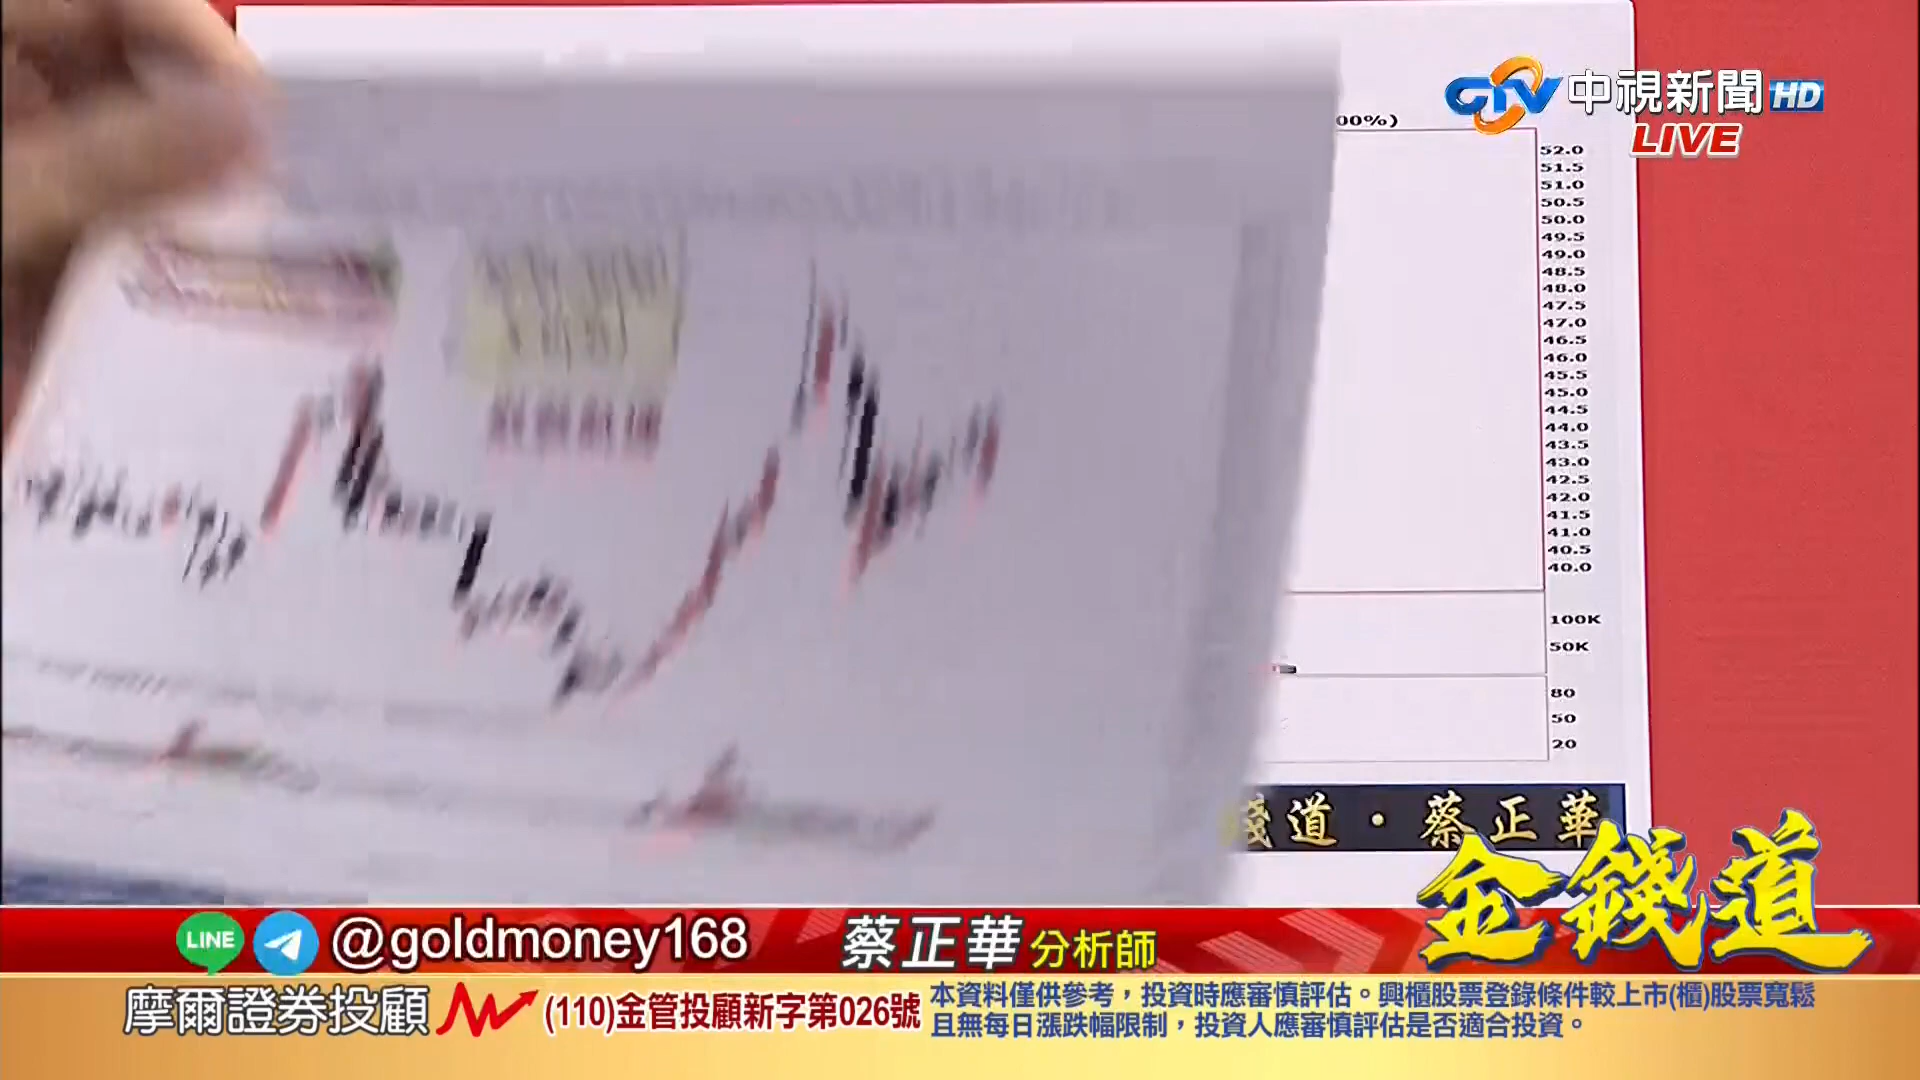 CTV 中視新聞 HD
LIVE
00%)
52.0
51.5
51.0
50.5
50.0
49.5
49.0
48.5
48.0
47.5
47.0
46.5
46.0
45.5
45.0
44.5
44.0
43.5
43.0
42.5
42.0
41.5
41.0
40.5
40.0
100K
50K
80
50
20
錢道・蔡正華
金錢道
LINE @goldmoney168 蔡正華 分析師
摩爾證券投顧 (110)金管投顧新字第026號
本資料僅供參考，投資時應審慎評估。興櫃股票登錄條件較上市(櫃)股票寬鬆
且無每日漲跌幅限制，投資人應審慎評估是否適合投資。